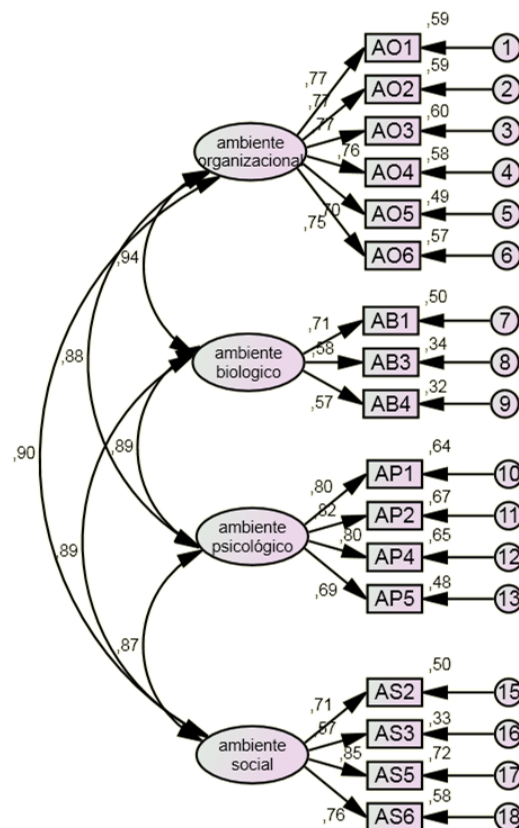 ,59
AO1
1
,77
,59
AO2
2
,77
,60
AO3
3
,77
ambiente
organizacional
,58
AO4
4
,76
,49
AO5
5
,70
,57
AO6
6
,75
,94
,50
AB1
7
,71
,34
AB3
8
,58
ambiente
biologico
,32
AB4
9
,57
,88
,90
,89
,64
AP1
10
,80
,67
AP2
11
,82
ambiente
psicológico
,65
AP4
12
,80
,48
AP5
13
,69
,89
,87
,50
AS2
15
,71
,33
AS3
16
,57
ambiente
social
,72
AS5
17
,85
,58
AS6
18
,76